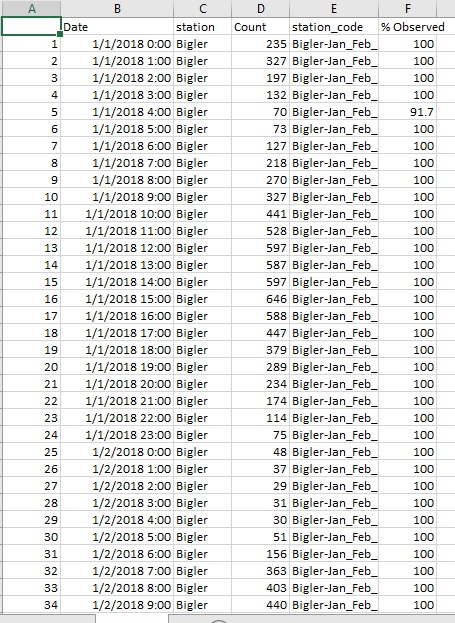 A B C D E F
Date station Count station_code % Observed
1 1/1/2018 0:00 Bigler 235 Bigler-Jan_Feb_ 100
2 1/1/2018 1:00 Bigler 327 Bigler-Jan_Feb_ 100
3 1/1/2018 2:00 Bigler 197 Bigler-Jan_Feb_ 100
4 1/1/2018 3:00 Bigler 132 Bigler-Jan_Feb_ 100
5 1/1/2018 4:00 Bigler 70 Bigler-Jan_Feb_ 91.7
6 1/1/2018 5:00 Bigler 73 Bigler-Jan_Feb_ 100
7 1/1/2018 6:00 Bigler 127 Bigler-Jan_Feb_ 100
8 1/1/2018 7:00 Bigler 218 Bigler-Jan_Feb_ 100
9 1/1/2018 8:00 Bigler 270 Bigler-Jan_Feb_ 100
10 1/1/2018 9:00 Bigler 327 Bigler-Jan_Feb_ 100
11 1/1/2018 10:00 Bigler 441 Bigler-Jan_Feb_ 100
12 1/1/2018 11:00 Bigler 528 Bigler-Jan_Feb_ 100
13 1/1/2018 12:00 Bigler 597 Bigler-Jan_Feb_ 100
14 1/1/2018 13:00 Bigler 587 Bigler-Jan_Feb_ 100
15 1/1/2018 14:00 Bigler 597 Bigler-Jan_Feb_ 100
16 1/1/2018 15:00 Bigler 646 Bigler-Jan_Feb_ 100
17 1/1/2018 16:00 Bigler 588 Bigler-Jan_Feb_ 100
18 1/1/2018 17:00 Bigler 447 Bigler-Jan_Feb_ 100
19 1/1/2018 18:00 Bigler 379 Bigler-Jan_Feb_ 100
20 1/1/2018 19:00 Bigler 289 Bigler-Jan_Feb_ 100
21 1/1/2018 20:00 Bigler 234 Bigler-Jan_Feb_ 100
22 1/1/2018 21:00 Bigler 174 Bigler-Jan_Feb_ 100
23 1/1/2018 22:00 Bigler 114 Bigler-Jan_Feb_ 100
24 1/1/2018 23:00 Bigler 75 Bigler-Jan_Feb_ 100
25 1/2/2018 0:00 Bigler 48 Bigler-Jan_Feb_ 100
26 1/2/2018 1:00 Bigler 37 Bigler-Jan_Feb_ 100
27 1/2/2018 2:00 Bigler 29 Bigler-Jan_Feb_ 100
28 1/2/2018 3:00 Bigler 31 Bigler-Jan_Feb_ 100
29 1/2/2018 4:00 Bigler 30 Bigler-Jan_Feb_ 100
30 1/2/2018 5:00 Bigler 51 Bigler-Jan_Feb_ 100
31 1/2/2018 6:00 Bigler 156 Bigler-Jan_Feb_ 100
32 1/2/2018 7:00 Bigler 363 Bigler-Jan_Feb_ 100
33 1/2/2018 8:00 Bigler 403 Bigler-Jan_Feb_ 100
34 1/2/2018 9:00 Bigler 440 Bigler-Jan_Feb_ 100